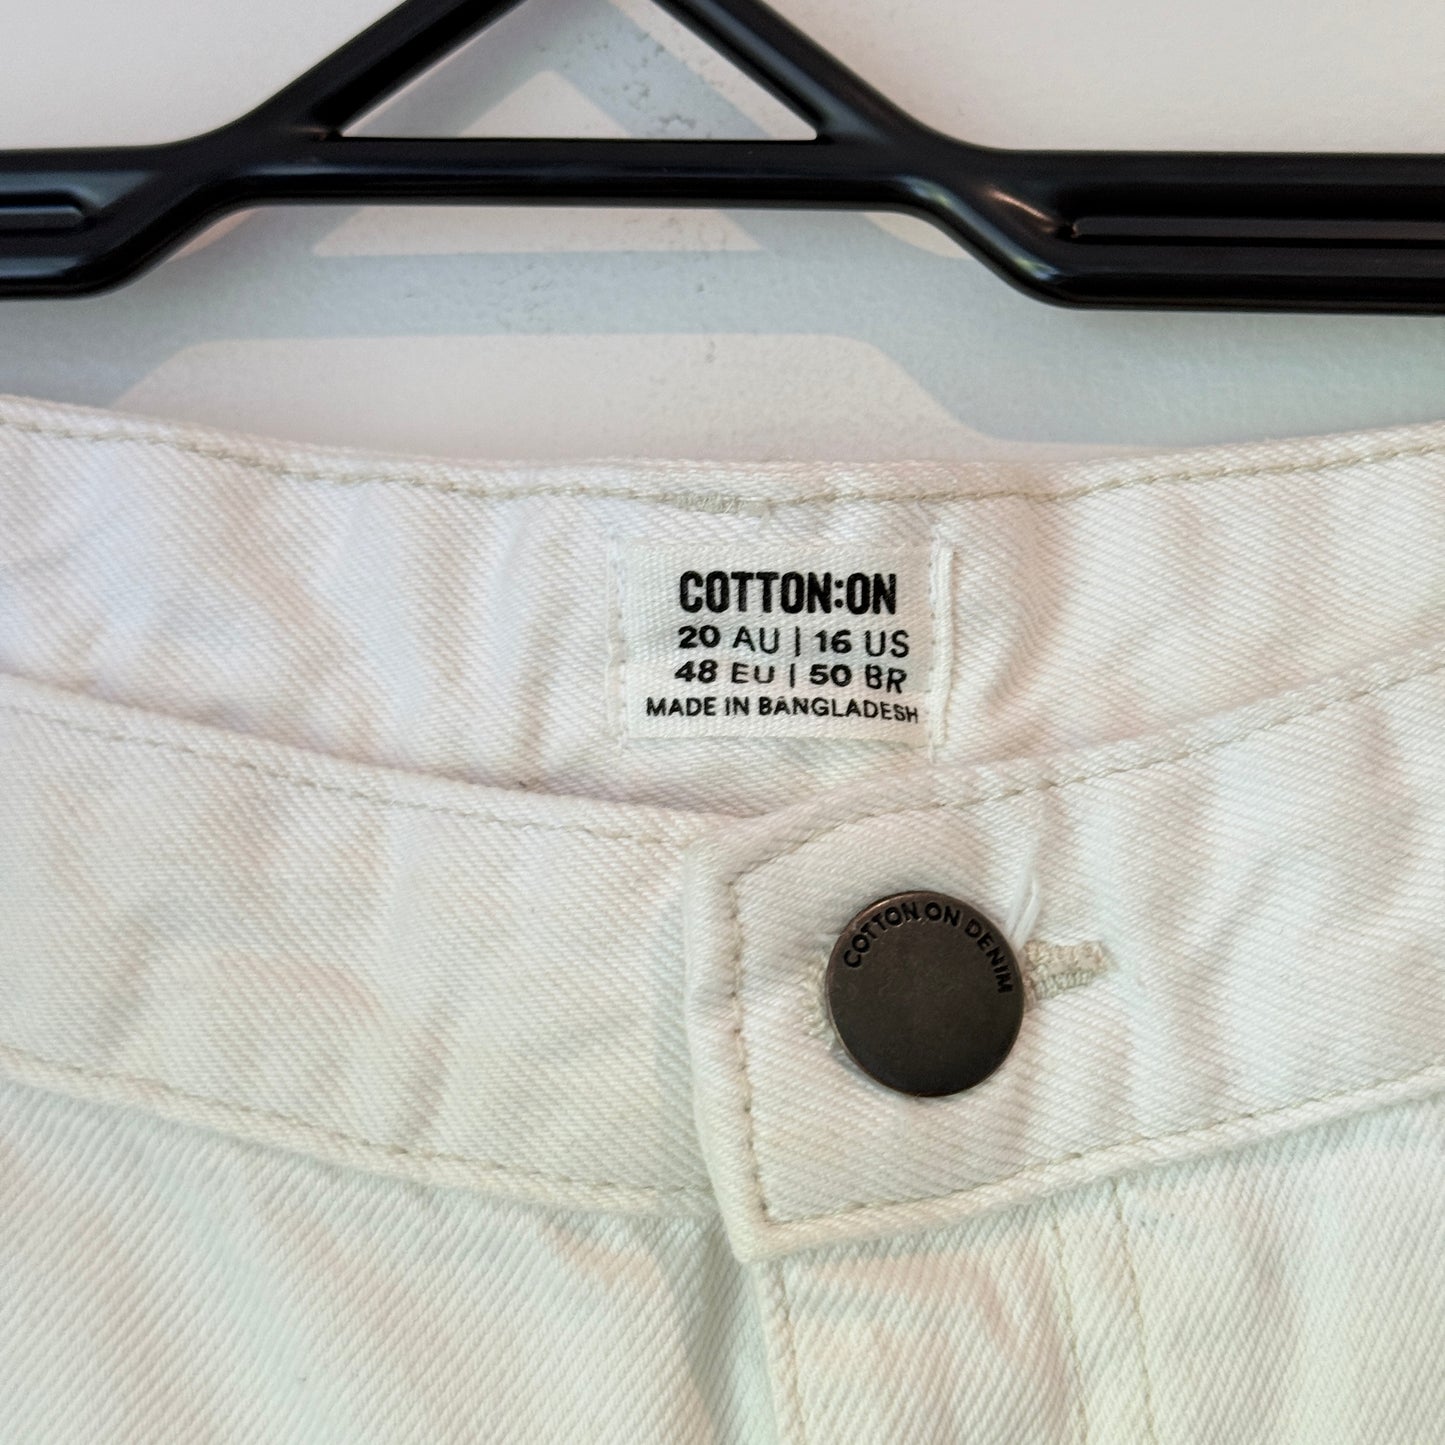 COTTON:ON
20 AU | 16 US
48 EU | 50 BR
MADE IN BANGLADESH
COTTON ON DENIM